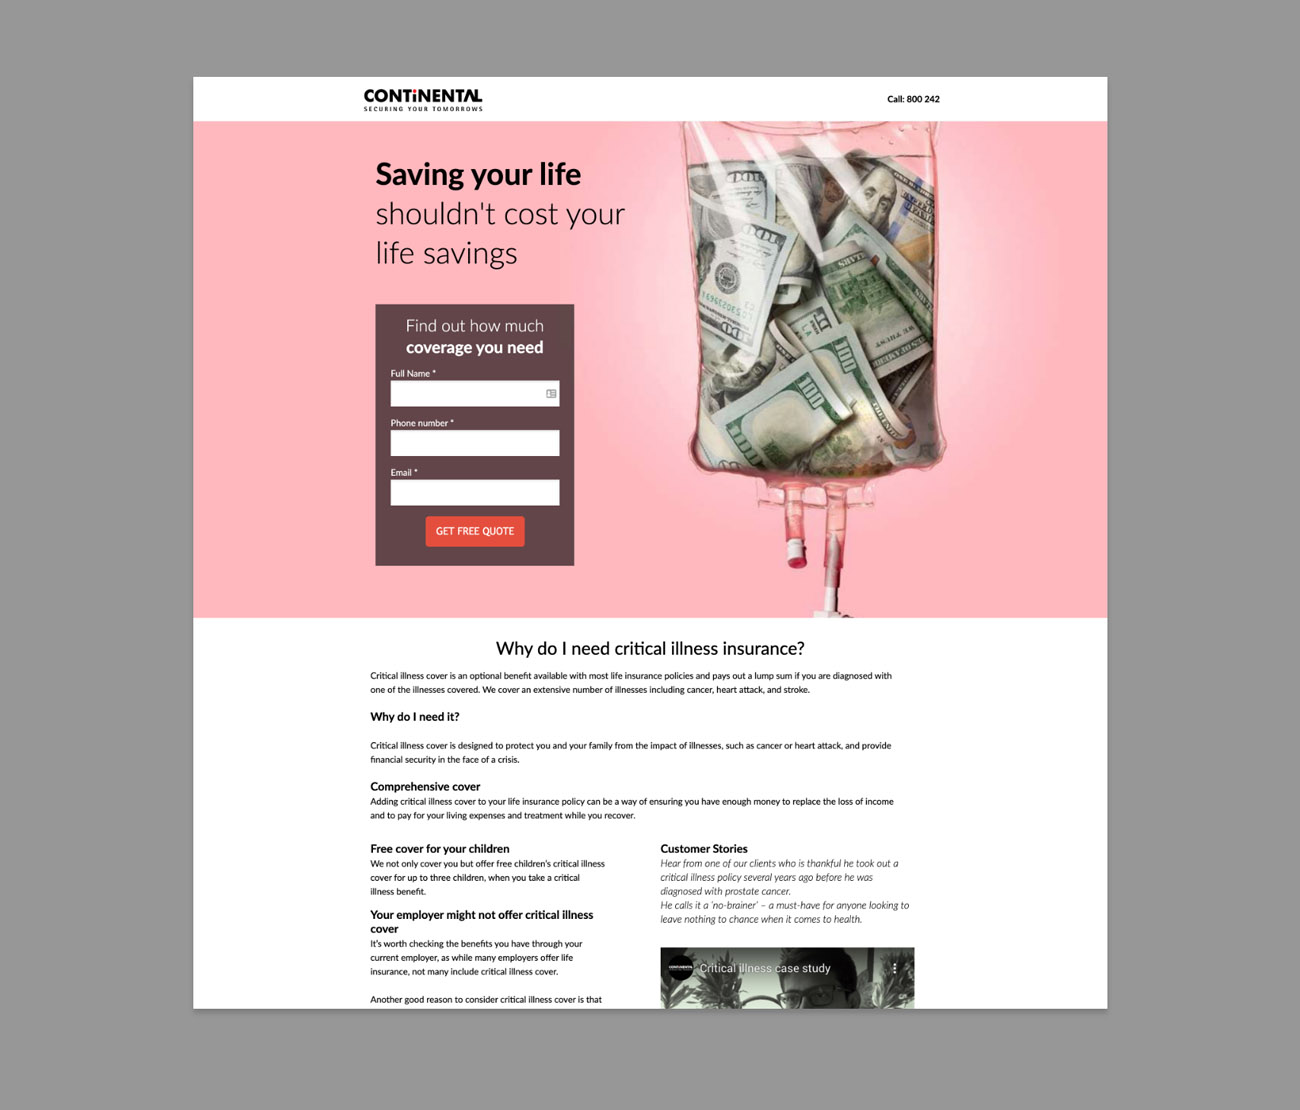 CONTiNENTAL
SECURING YOUR TOMORROWS
Call: 800 242
Saving your life
shouldn't cost your
life savings
Find out how much
coverage you need
Full Name *
Phone number *
Email *
GET FREE QUOTE
100
100
100
Why do I need critical illness insurance?
Critical illness cover is an optional benefit available with most life insurance policies and pays out a lump sum if you are diagnosed with
one of the illnesses covered. We cover an extensive number of illnesses including cancer, heart attack, and stroke.
Why do I need it?
Critical illness cover is designed to protect you and your family from the impact of illnesses, such as cancer or heart attack, and provide
financial security in the face of a crisis.
Comprehensive cover
Adding critical illness cover to your life insurance policy can be a way of ensuring you have enough money to replace the loss of income
and to pay for your living expenses and treatment while you recover.
Free cover for your children
We not only cover you but offer free children's critical illness
cover for up to three children, when you take a critical
illness benefit.
Your employer might not offer critical illness
cover
It's worth checking the benefits you have through your
current employer, as while many employers offer life
insurance, not many include critical illness cover.
Another good reason to consider critical illness cover is that
Customer Stories
Hear from one of our clients who is thankful he took out a
critical illness policy several years ago before he was
diagnosed with prostate cancer.
He calls it a 'no-brainer' – a must-have for anyone looking to
leave nothing to chance when it comes to health.
CONTINENTAL
Critical illness case study